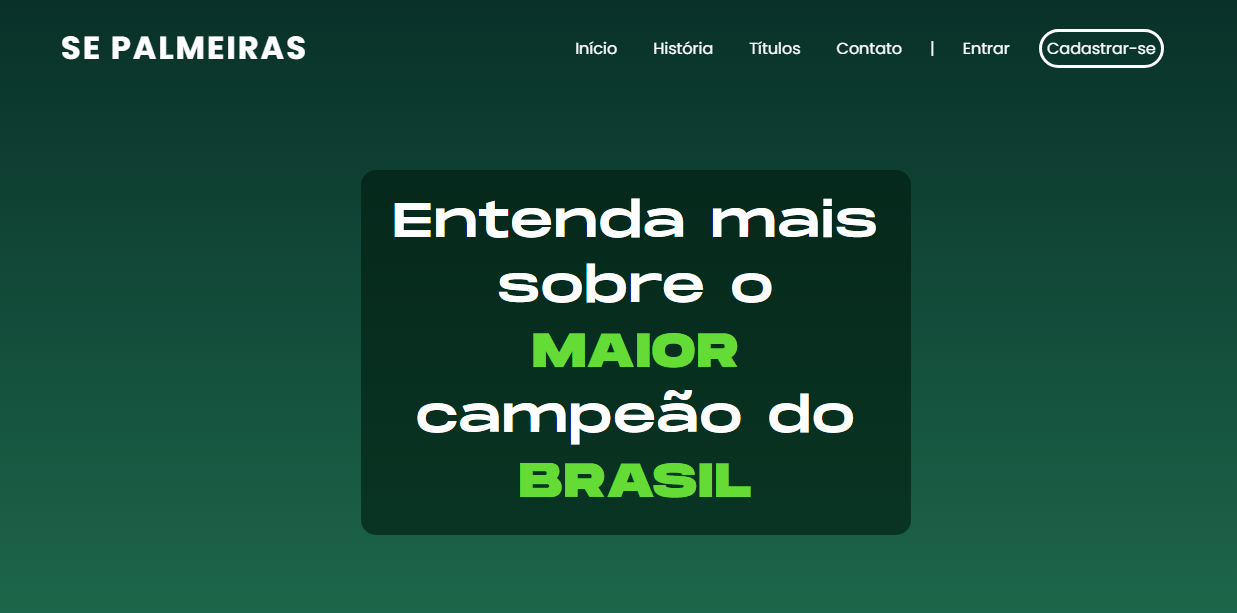 SE PALMEIRAS
Início História Títulos Contato | Entrar Cadastrar-se
Entenda mais
sobre o
MAIOR
campeão do
BRASIL